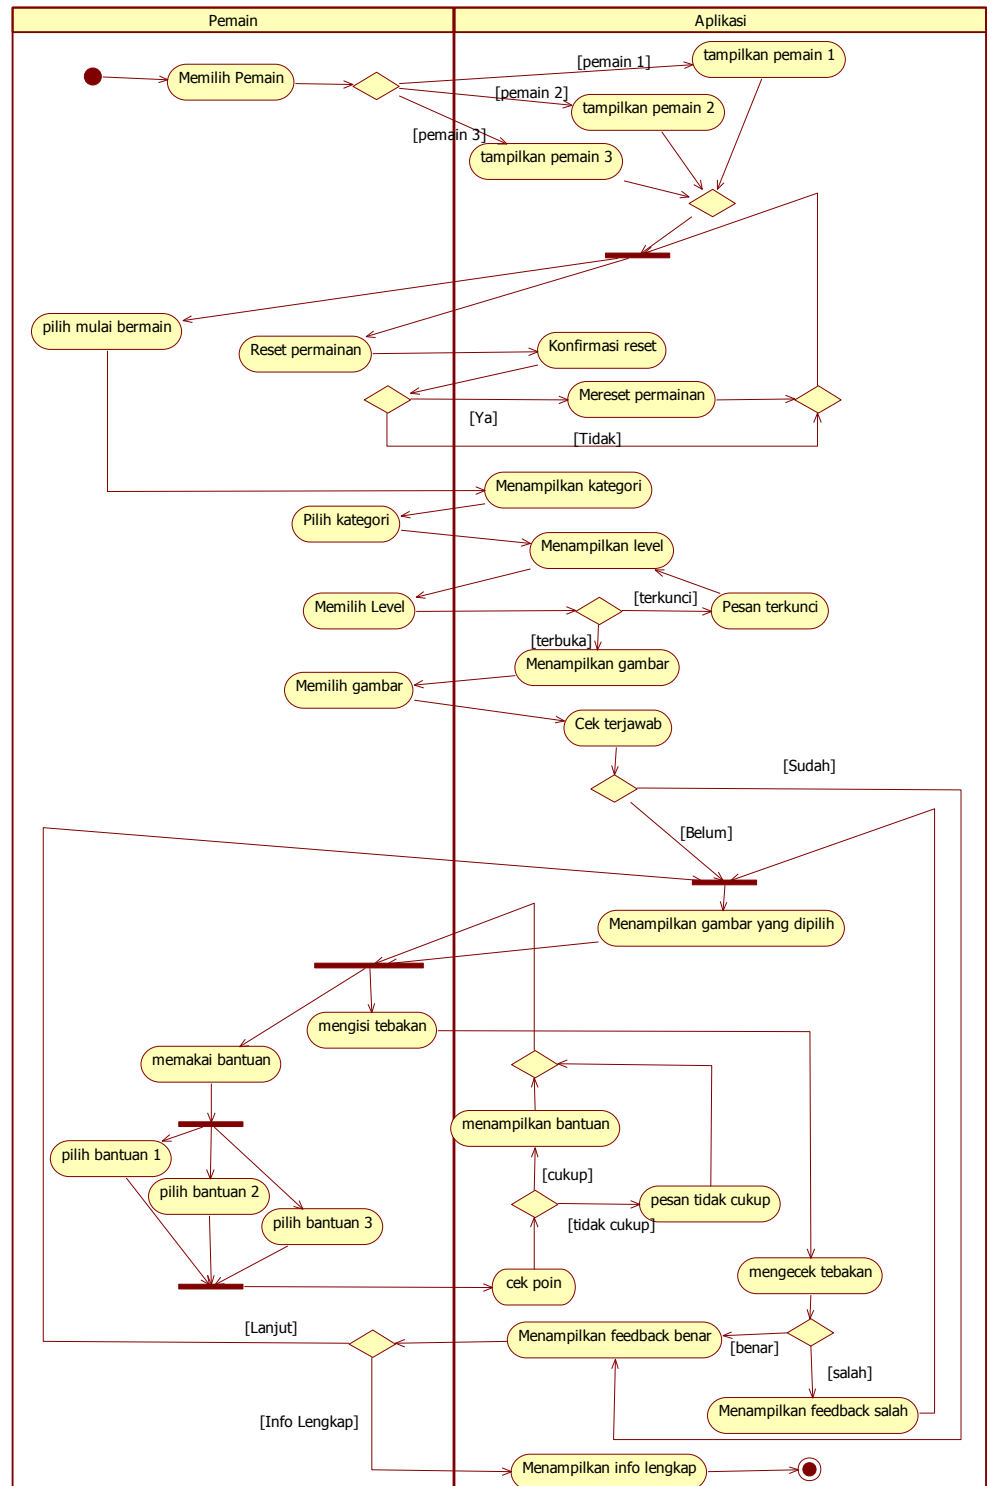 Pemain
Aplikasi
Memilih Pemain
[pemain 1]
tampilkan pemain 1
[pemain 2]
tampilkan pemain 2
[pemain 3]
tampilkan pemain 3
pilih mulai bermain
Reset permainan
Konfirmasi reset
Mereset permainan
[Ya]
[Tidak]
Menampilkan kategori
Pilih kategori
Menampilkan level
Memilih Level
[terkunci]
Pesan terkunci
[terbuka]
Menampilkan gambar
Memilih gambar
Cek terjawab
[Sudah]
[Belum]
Menampilkan gambar yang dipilih
mengisi tebakan
memakai bantuan
menampilkan bantuan
pilih bantuan 1
[cukup]
pilih bantuan 2
pesan tidak cukup
pilih bantuan 3
[tidak cukup]
mengecek tebakan
cek poin
[Lanjut]
Menampilkan feedback benar
[benar]
[salah]
Menampilkan feedback salah
[Info Lengkap]
Menampilkan info lengkap